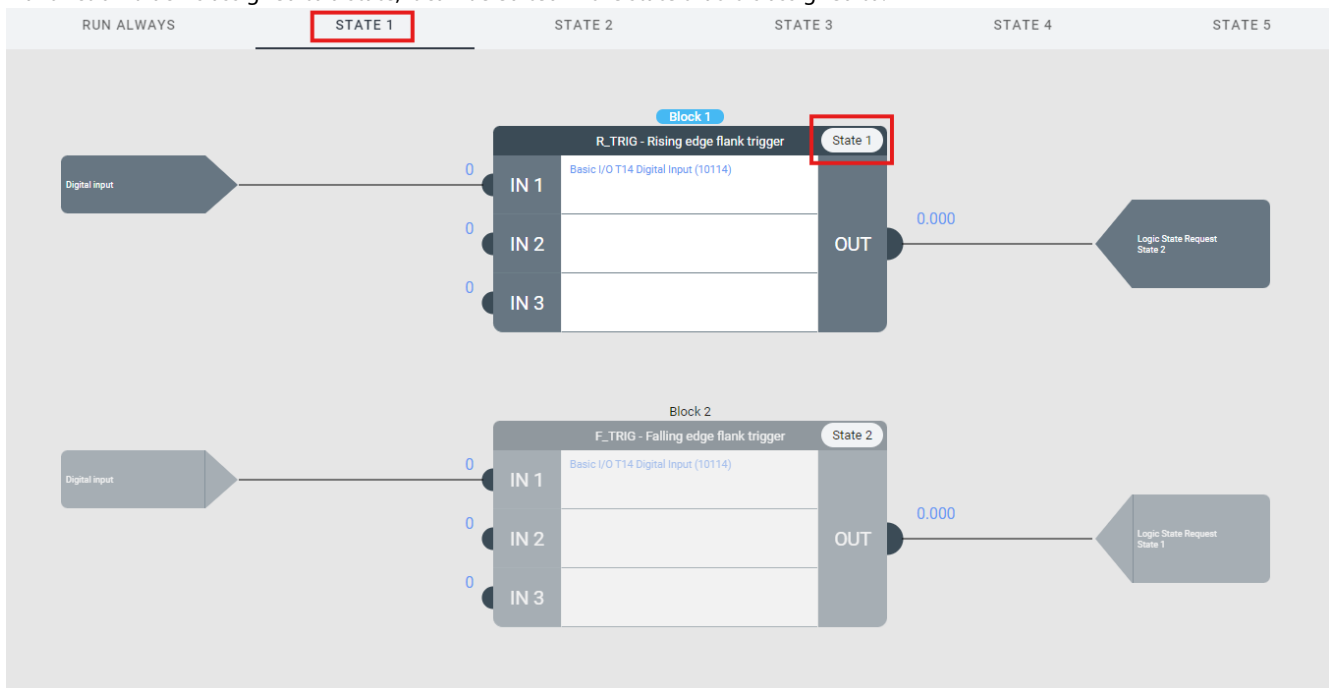 RUN ALWAYS
STATE 1
STATE 2
STATE 3
STATE 4
STATE 5
Block 1
R_TRIG - Rising edge flank trigger
State 1
Digital input
0
IN 1
Basic I/O T14 Digital Input (10114)
0
IN 2
OUT
0.000
Logic State Request
State 2
0
IN 3
Block 2
F_TRIG - Falling edge flank trigger
State 2
Digital input
0
IN 1
Basic I/O T14 Digital Input (10114)
0
IN 2
OUT
0.000
Logic State Request
State 1
0
IN 3